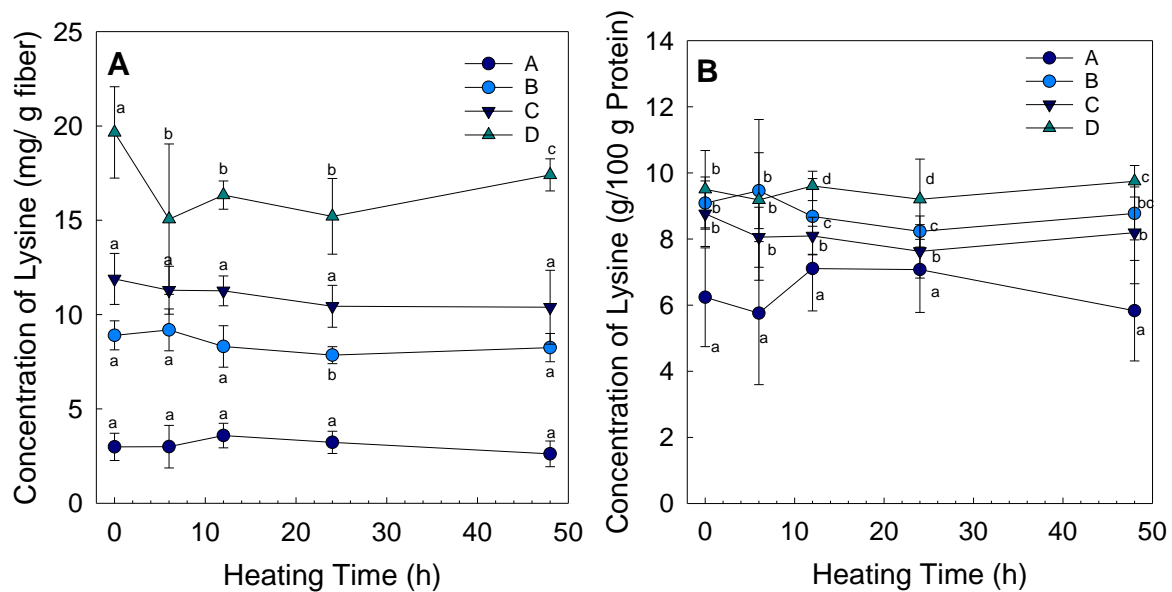 Concentration of Lysine (mg/ g fiber)
25
20
15
10
5
0
A
A
B
C
D
a
b
b
b
c
a
a
a
a
a
a
a
a
b
a
a
a
a
a
a
0
10
20
30
40
50
Heating Time (h)
Concentration of Lysine (g/100 g Protein)
14
12
10
8
6
4
2
0
B
A
B
C
D
b
b
d
d
c
b
b
c
c
bc
b
b
b
b
b
a
a
a
a
a
0
10
20
30
40
50
Heating Time (h)